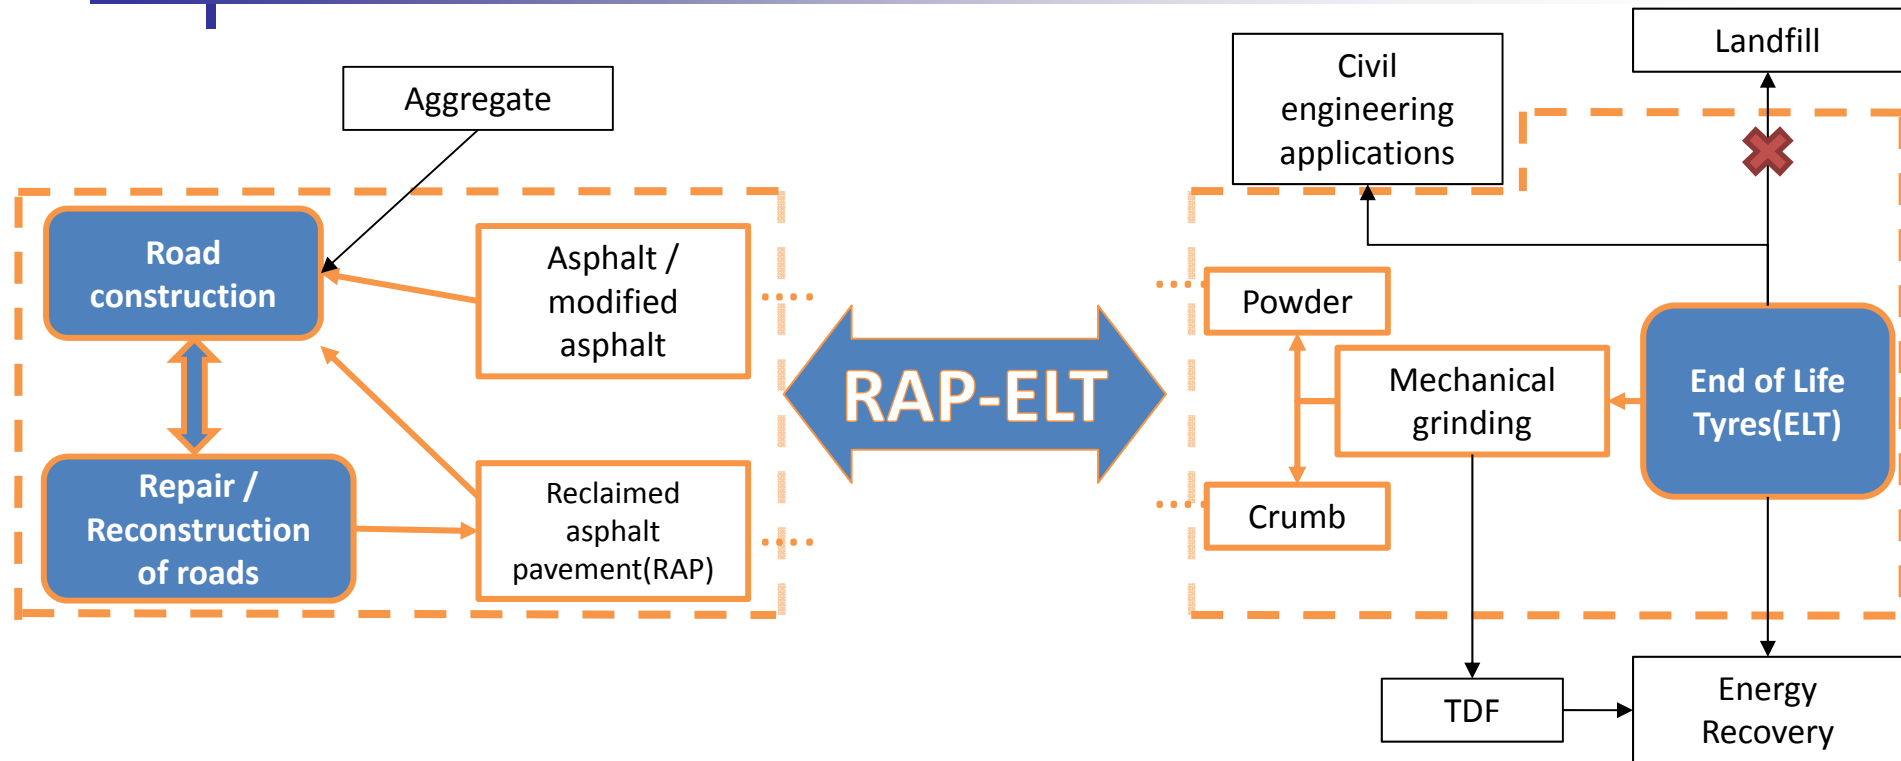 Landfill
Civil
engineering
applications
Aggregate
Road
construction
Asphalt /
modified
asphalt
Powder
RAP-ELT
Mechanical
grinding
End of Life
Tyres(ELT)
Repair /
Reconstruction
of roads
Reclaimed
asphalt
pavement(RAP)
Crumb
TDF
Energy
Recovery